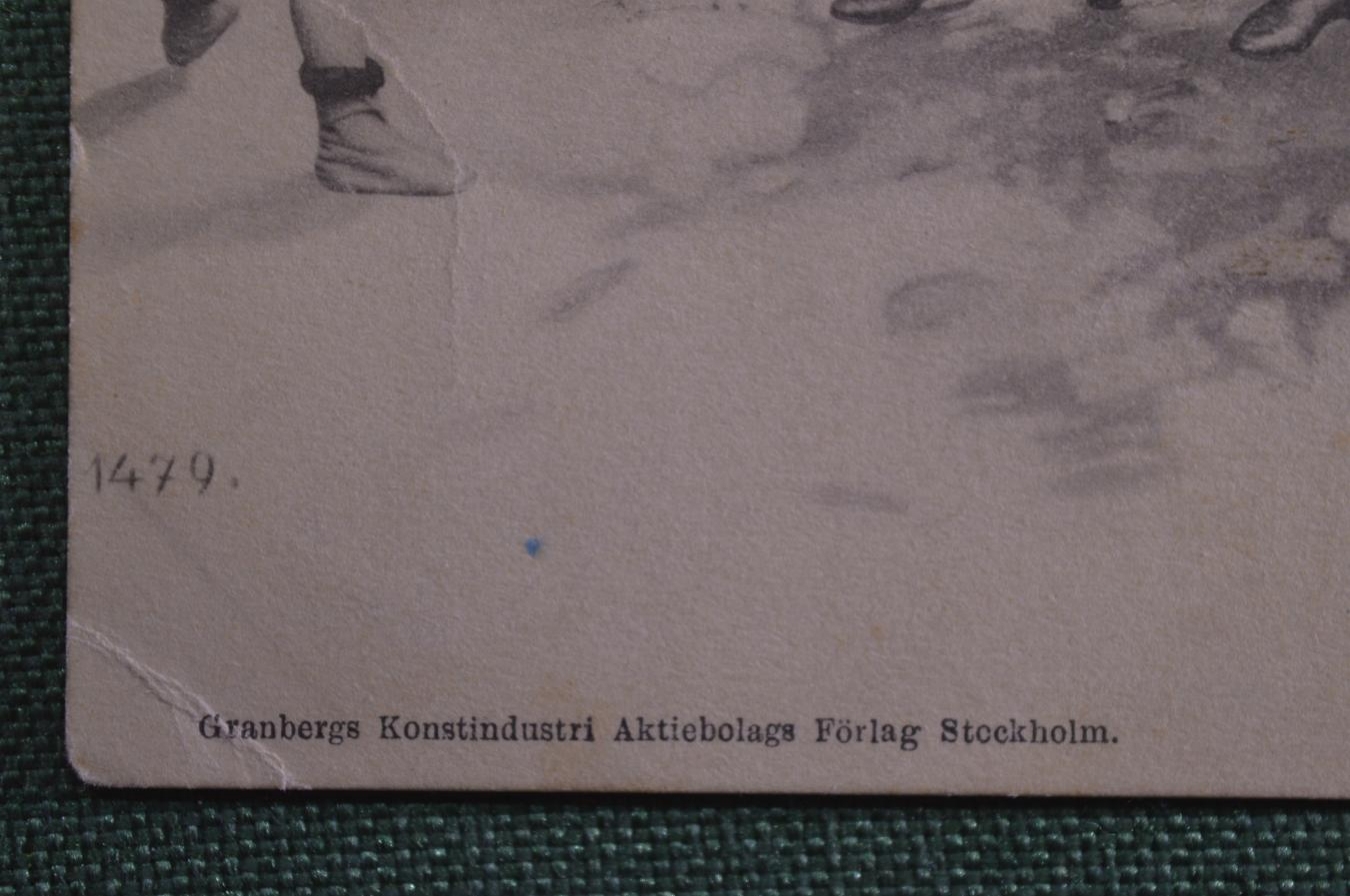 1479.
Granbergs Konstindustri Aktiebolags Förlag Stockholm.